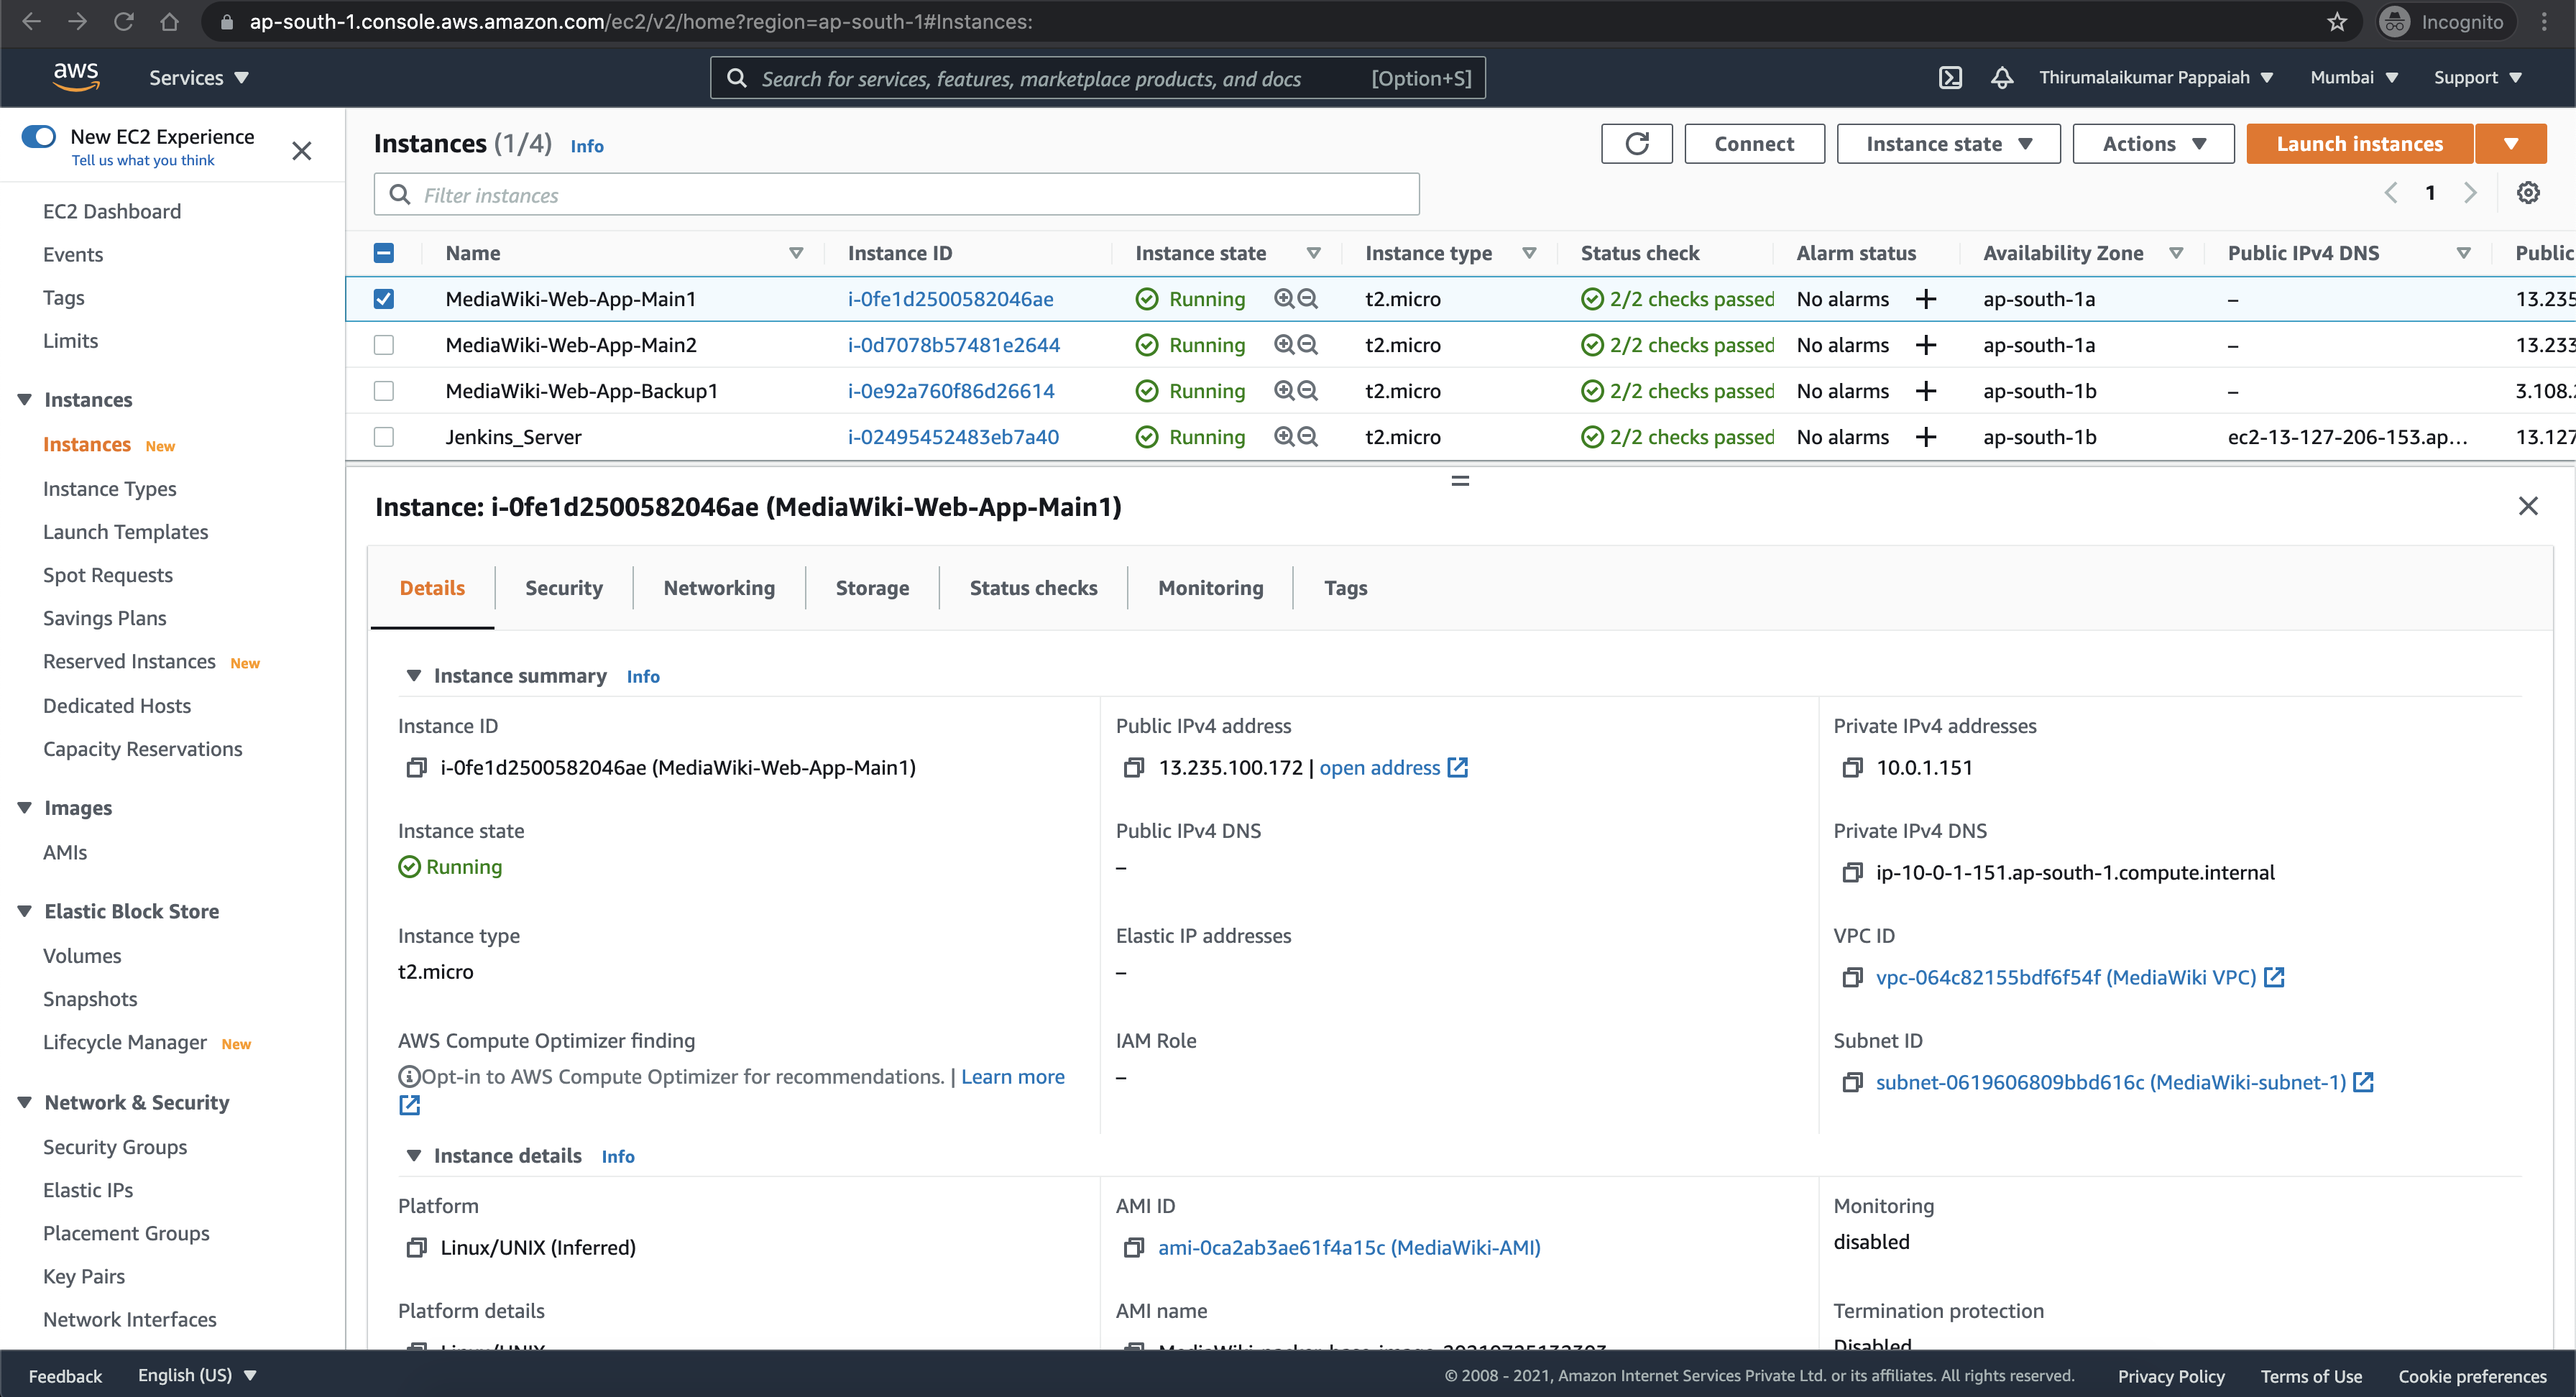 ap-south-1.console.aws.amazon.com/ec2/v2/home?region=ap-south-1#Instances:
Incognito
aws
Services
Search for services, features, marketplace products, and docs [Option+S]
Thirumalaikumar Pappaiah
Mumbai
Support
New EC2 Experience
Tell us what you think
EC2 Dashboard
Events
Tags
Limits
Instances
Instances New
Instance Types
Launch Templates
Spot Requests
Savings Plans
Reserved Instances New
Dedicated Hosts
Capacity Reservations
Images
AMIs
Elastic Block Store
Volumes
Snapshots
Lifecycle Manager New
Network & Security
Security Groups
Elastic IPs
Placement Groups
Key Pairs
Network Interfaces
Instances (1/4) Info
Connect
Instance state
Actions
Launch instances
Filter instances
1
Name Instance ID Instance state Instance type Status check Alarm status Availability Zone Public IPv4 DNS Public
MediaWiki-Web-App-Main1 i-0fe1d2500582046ae Running t2.micro 2/2 checks passed No alarms + ap-south-1a – 13.235
MediaWiki-Web-App-Main2 i-0d7078b57481e2644 Running t2.micro 2/2 checks passed No alarms + ap-south-1a – 13.233
MediaWiki-Web-App-Backup1 i-0e92a760f86d26614 Running t2.micro 2/2 checks passed No alarms + ap-south-1b – 3.108.
Jenkins_Server i-02495452483eb7a40 Running t2.micro 2/2 checks passed No alarms + ap-south-1b ec2-13-127-206-153.ap... 13.127
Instance: i-0fe1d2500582046ae (MediaWiki-Web-App-Main1)
Details Security Networking Storage Status checks Monitoring Tags
Instance summary Info
Instance ID
i-0fe1d2500582046ae (MediaWiki-Web-App-Main1)
Public IPv4 address
13.235.100.172 | open address
Private IPv4 addresses
10.0.1.151
Instance state
Running
Public IPv4 DNS
–
Private IPv4 DNS
ip-10-0-1-151.ap-south-1.compute.internal
Instance type
t2.micro
Elastic IP addresses
–
VPC ID
vpc-064c82155bdf6f54f (MediaWiki VPC)
AWS Compute Optimizer finding
Opt-in to AWS Compute Optimizer for recommendations. | Learn more
IAM Role
–
Subnet ID
subnet-0619606809bbd616c (MediaWiki-subnet-1)
Instance details Info
Platform
Linux/UNIX (Inferred)
AMI ID
ami-0ca2ab3ae61f4a15c (MediaWiki-AMI)
Monitoring
disabled
Platform details
Linux/UNIX
AMI name
Termination protection
Disabled
Feedback
English (US)
© 2008 - 2021, Amazon Internet Services Private Ltd. or its affiliates. All rights reserved.
Privacy Policy
Terms of Use
Cookie preferences